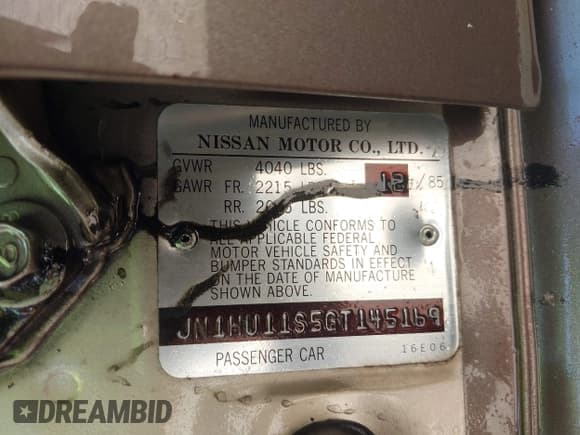 MANUFACTURED BY
NISSAN MOTOR CO., LTD.
GVWR 4040 LBS.
GAWR FR. 2215 12 / 85
RR. LBS.
THIS VEHICLE CONFORMS TO
ALL APPLICABLE FEDERAL
MOTOR VEHICLE SAFETY AND
BUMPER STANDARDS IN EFFECT
ON THE DATE OF MANUFACTURE
SHOWN ABOVE.
JN1HU11S5GT145169
PASSENGER CAR 16E06
DREAMBID